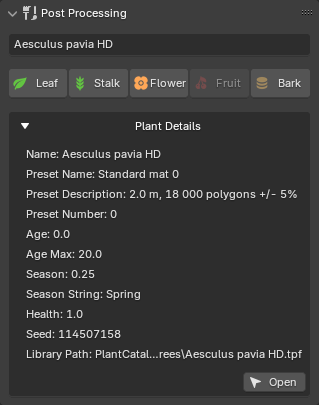 Post Processing
Aesculus pavia HD
Leaf Stalk Flower Fruit Bark
Plant Details
Name: Aesculus pavia HD
Preset Name: Standard mat 0
Preset Description: 2.0 m, 18 000 polygons +/- 5%
Preset Number: 0
Age: 0.0
Age Max: 20.0
Season: 0.25
Season String: Spring
Health: 1.0
Seed: 114507158
Library Path: PlantCatal...rees\Aesculus pavia HD.tpf
Open